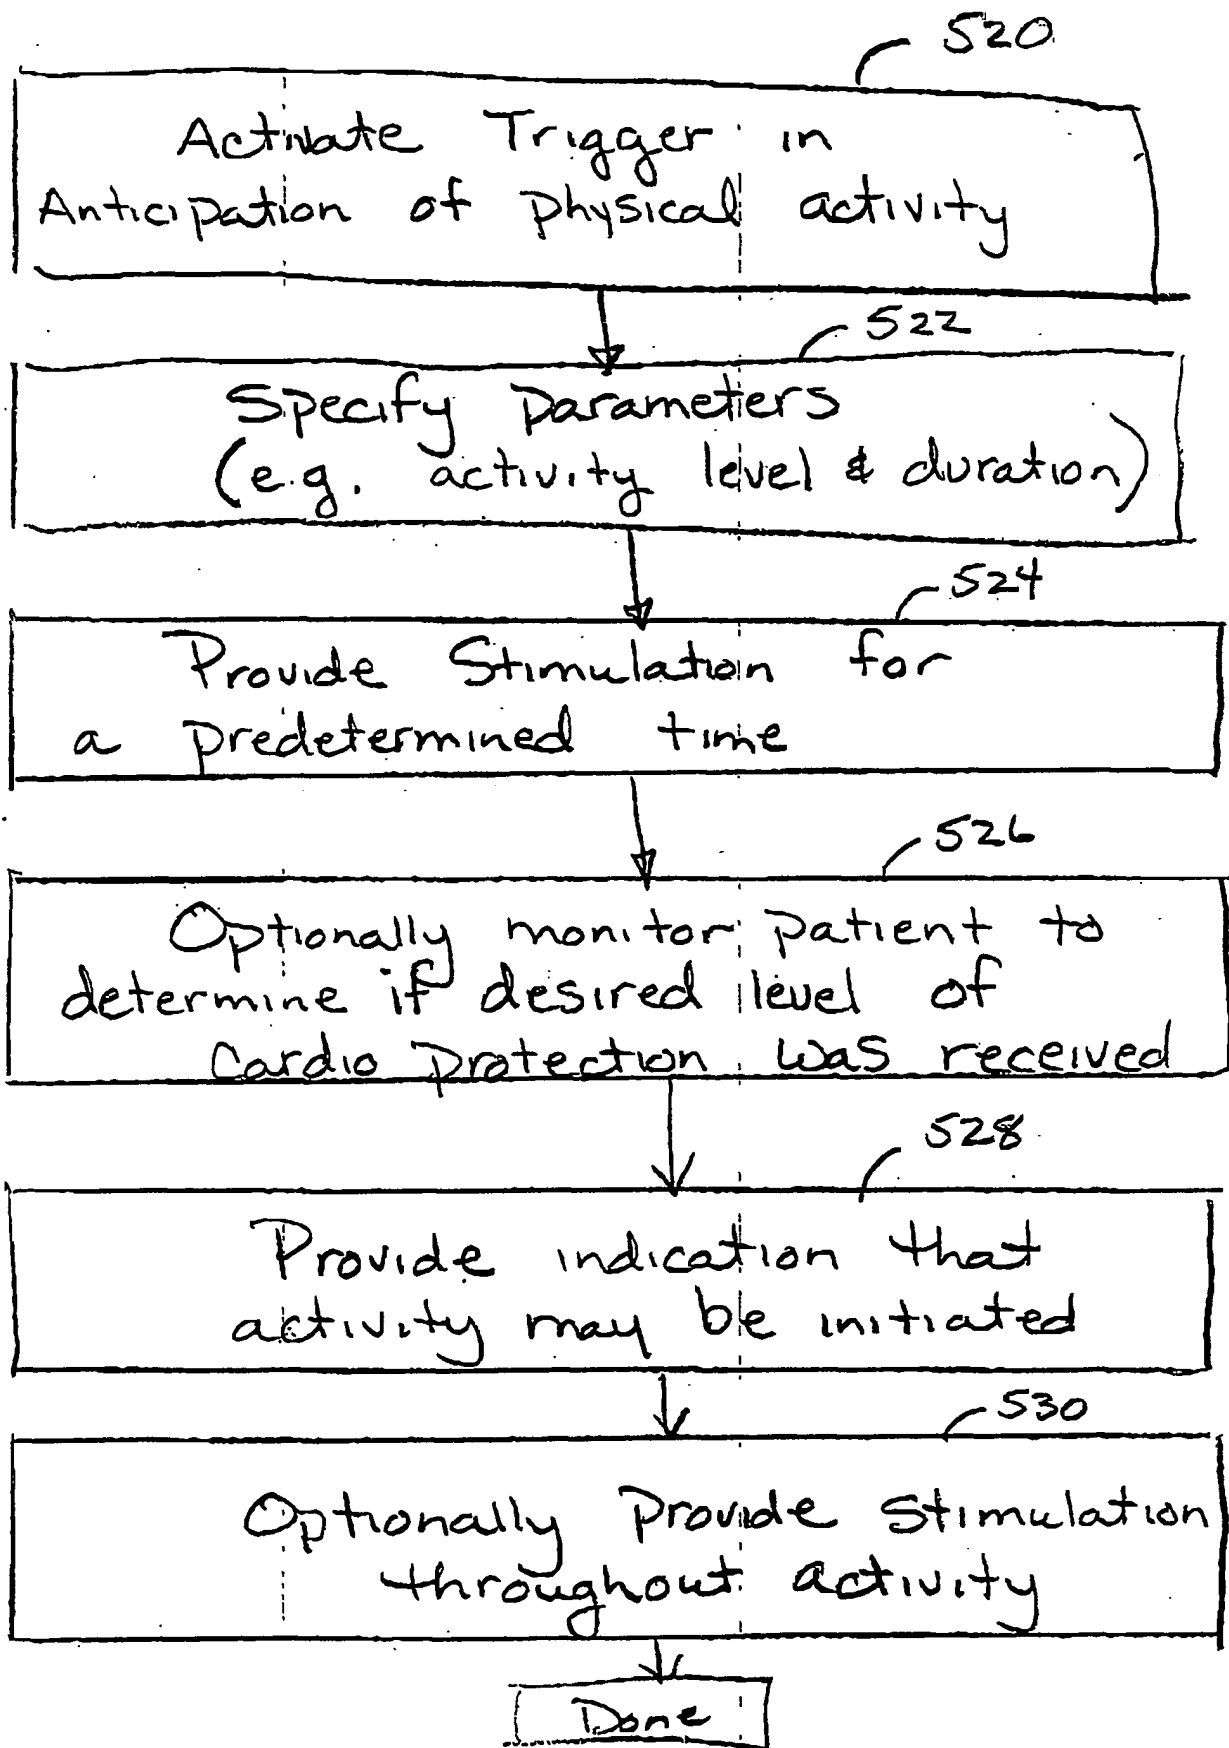 520
Activate Trigger in
Anticipation of physical activity
522
Specify Parameters
(e.g. activity level & duration)
524
Provide Stimulation for
a predetermined time
526
Optionally monitor patient to
determine if desired level of
Cardio Protection was received
528
Provide indication that
activity may be initiated
530
Optionally Provide Stimulation
throughout activity
Done